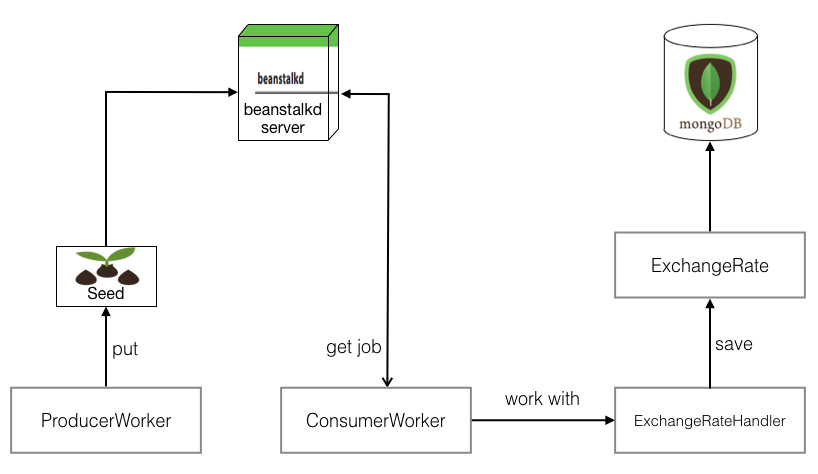 beanstalkd
beanstalkd
server
mongoDB
Seed
ExchangeRate
put
get job
save
work with
ProducerWorker
ConsumerWorker
ExchangeRateHandler